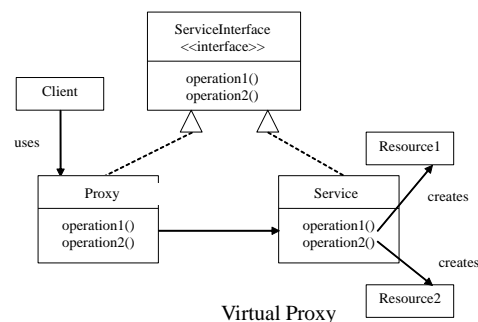 ServiceInterface
<<interface>>
operation1()
operation2()
Client
uses
Proxy
operation1()
operation2()
Service
operation1()
operation2()
Resource1
creates
creates
Resource2
Virtual Proxy